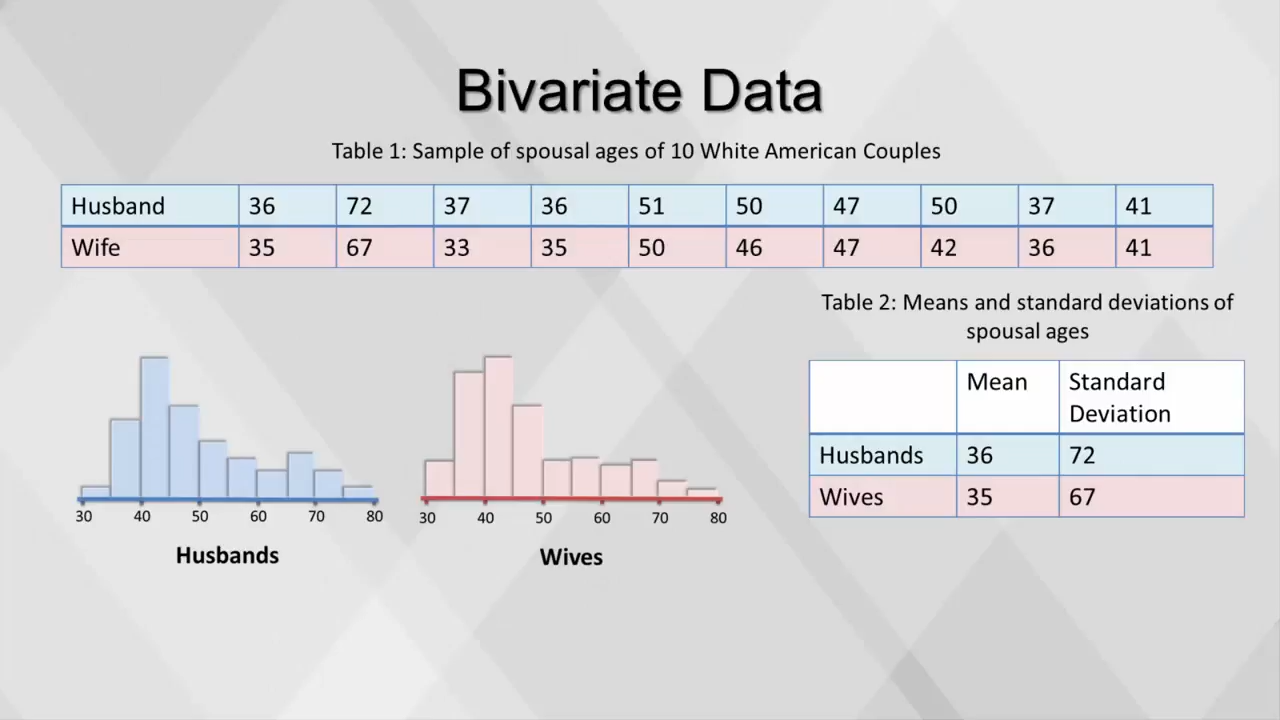 Bivariate Data
Table 1: Sample of spousal ages of 10 White American Couples
Husband 36 72 37 36 51 50 47 50 37 41
Wife 35 67 33 35 50 46 47 42 36 41
Table 2: Means and standard deviations of
spousal ages
Mean Standard
Deviation
Husbands 36 72
Wives 35 67
30 40 50 60 70 80
Husbands
30 40 50 60 70 80
Wives